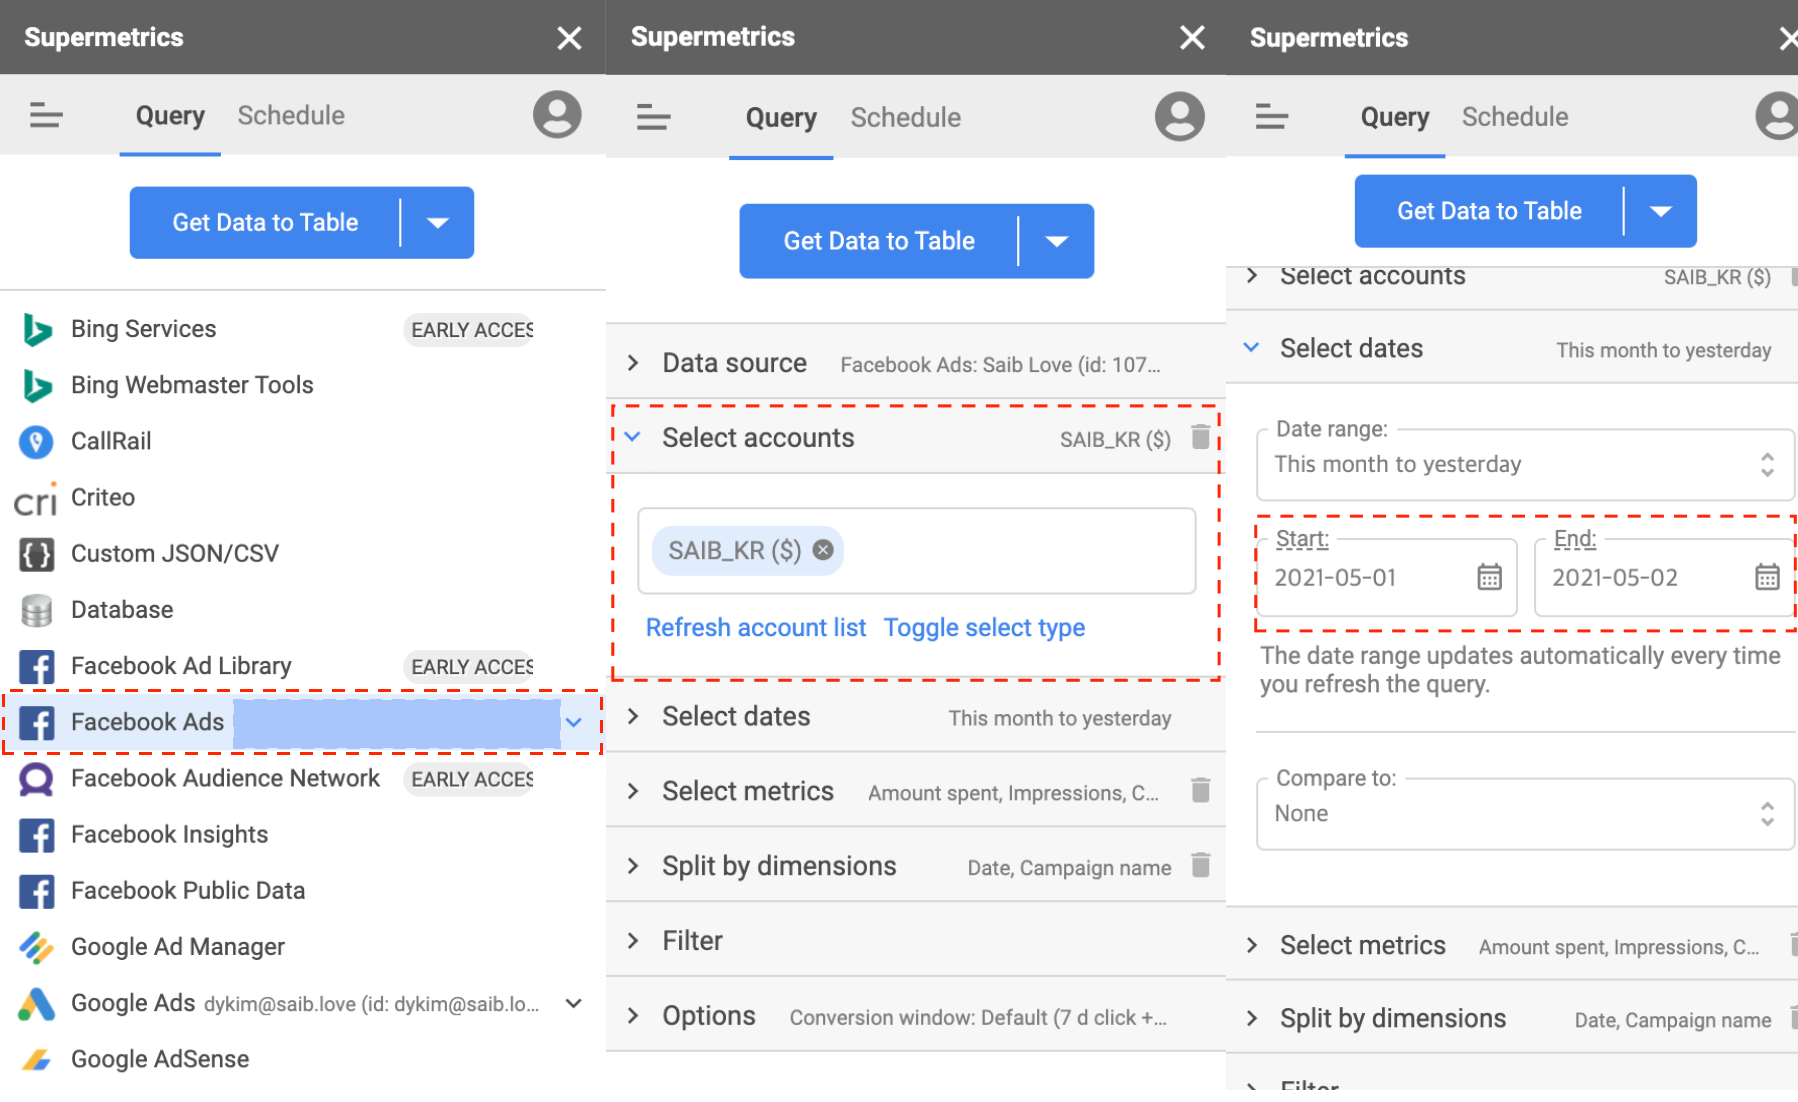 Supermetrics
Query Schedule
Get Data to Table
Bing Services EARLY ACCES
Bing Webmaster Tools
CallRail
cri Criteo
Custom JSON/CSV
Database
Facebook Ad Library EARLY ACCES
Facebook Ads
Facebook Audience Network EARLY ACCES
Facebook Insights
Facebook Public Data
Google Ad Manager
Google Ads dykim@saib.love (id: dykim@saib.lo...
Google AdSense
Supermetrics
Query Schedule
Get Data to Table
Data source Facebook Ads: Saib Love (id: 107...
Select accounts SAIB_KR ($)
SAIB_KR ($)
Refresh account list Toggle select type
Select dates This month to yesterday
Select metrics Amount spent, Impressions, C...
Split by dimensions Date, Campaign name
Filter
Options Conversion window: Default (7 d click +...
Supermetrics
Query Schedule
Get Data to Table
Select accounts SAIB_KR ($)
Select dates This month to yesterday
Date range:
This month to yesterday
Start: End:
2021-05-01 2021-05-02
The date range updates automatically every time
you refresh the query.
Compare to:
None
Select metrics Amount spent, Impressions, C...
Split by dimensions Date, Campaign name
Filter